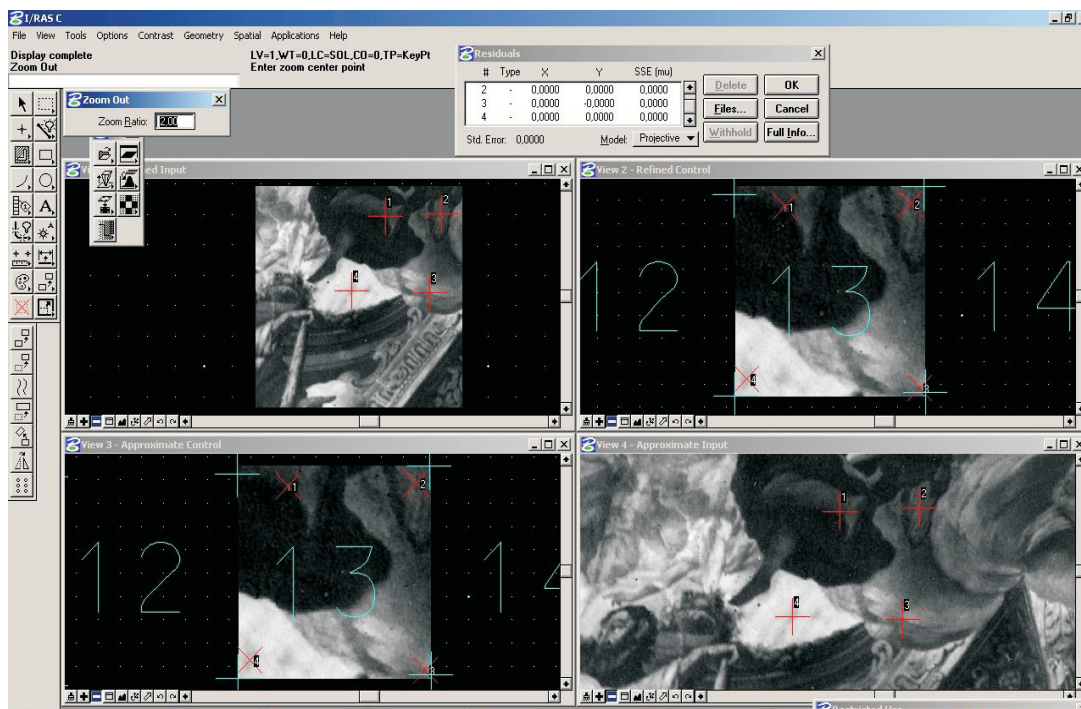 I/RAS C
File View Tools Options Contrast Geometry Spatial Applications Help
Display complete LV=1,WT=0,LC=SOL,CO=0,TP=KeyPt
Zoom Out Enter zoom center point
Residuals
# Type X Y SSE (mu)
2 - 0,0000 0,0000 0,0000
3 - 0,0000 -0,0000 0,0000
4 - 0,0000 0,0000 0,0000
Std. Error: 0,0000 Model: Projective
Delete OK
Files... Cancel
Withhold Full Info...
Zoom Out
Zoom Ratio: 2.00
Input
1 2
4 3
View 2 - Refined Control
1 2
12 13 14
4 3
View 3 - Approximate Control
1 2
12 13 14
4 3
View 4 - Approximate Input
1 2
4 3
Restricted Use